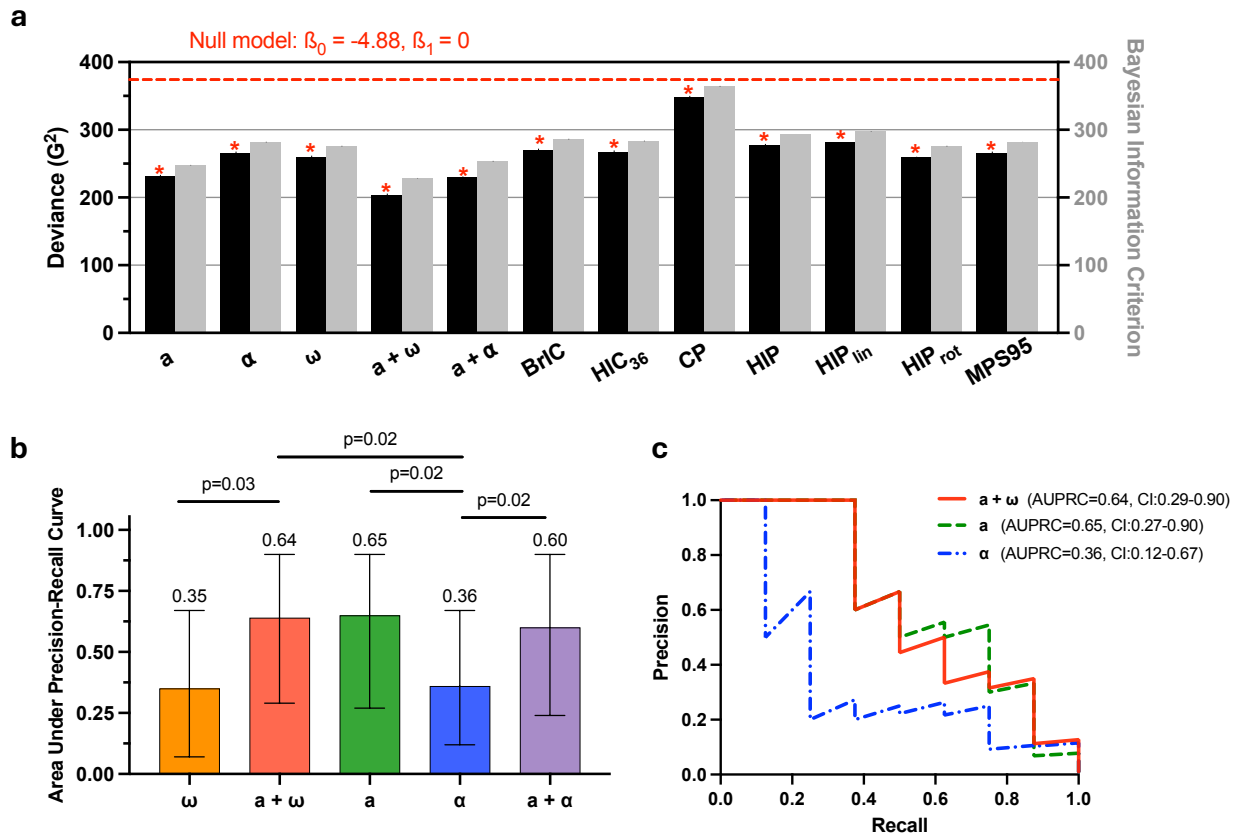 a
Null model: ß₀ = -4.88, ß₁ = 0
Deviance (G²)
400
300
200
100
0
400
300
200
100
0
Bayesian Information Criterion
* * * * * * * * * * * *
a α ω a + ω a + α BrIC HIC₃₆ CP HIP HIP lin HIP rot MPS95
b
p=0.02
p=0.02
p=0.03
p=0.02
Area Under Precision-Recall Curve
1.00
0.75
0.50
0.25
0.00
0.35
0.64
0.65
0.36
0.60
ω a + ω a α a + α
c
a + ω (AUPRC=0.64, CI:0.29-0.90)
a (AUPRC=0.65, CI:0.27-0.90)
α (AUPRC=0.36, CI:0.12-0.67)
Precision
1.0
0.8
0.6
0.4
0.2
0.0
0.0 0.2 0.4 0.6 0.8 1.0
Recall